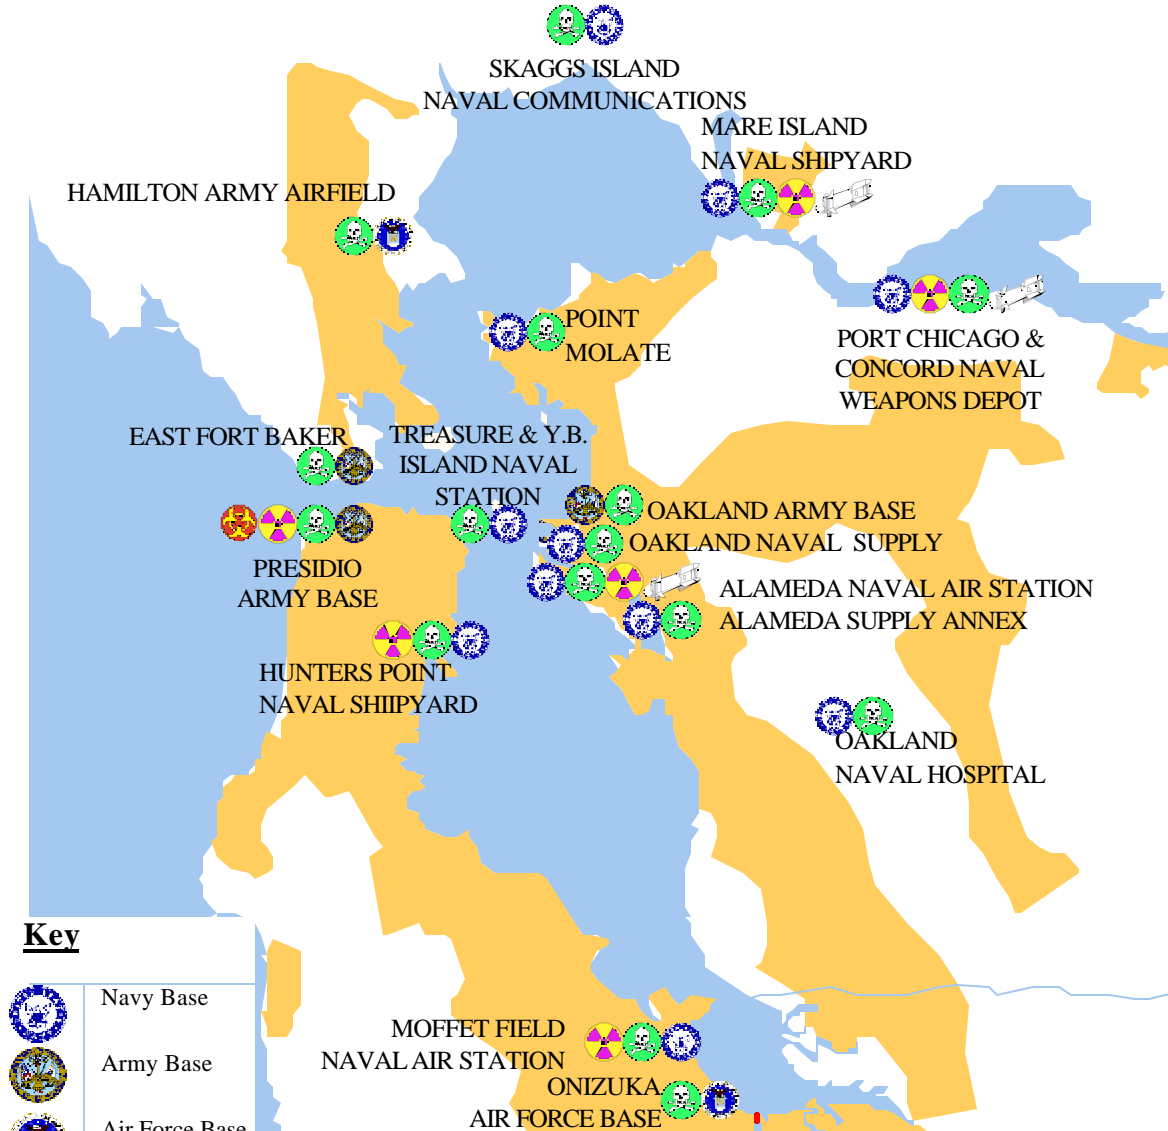 SKAGGS ISLAND
NAVAL COMMUNICATIONS
MARE ISLAND
NAVAL SHIPYARD
HAMILTON ARMY AIRFIELD
POINT
MOLATE
PORT CHICAGO &
CONCORD NAVAL
WEAPONS DEPOT
EAST FORT BAKER
TREASURE & Y.B.
ISLAND NAVAL
STATION
OAKLAND ARMY BASE
OAKLAND NAVAL SUPPLY
PRESIDIO
ARMY BASE
ALAMEDA NAVAL AIR STATION
ALAMEDA SUPPLY ANNEX
HUNTERS POINT
NAVAL SHIIPYARD
OAKLAND
NAVAL HOSPITAL
Key
Navy Base
Army Base
Air Force Base
MOFFET FIELD
NAVAL AIR STATION
ONIZUKA
AIR FORCE BASE